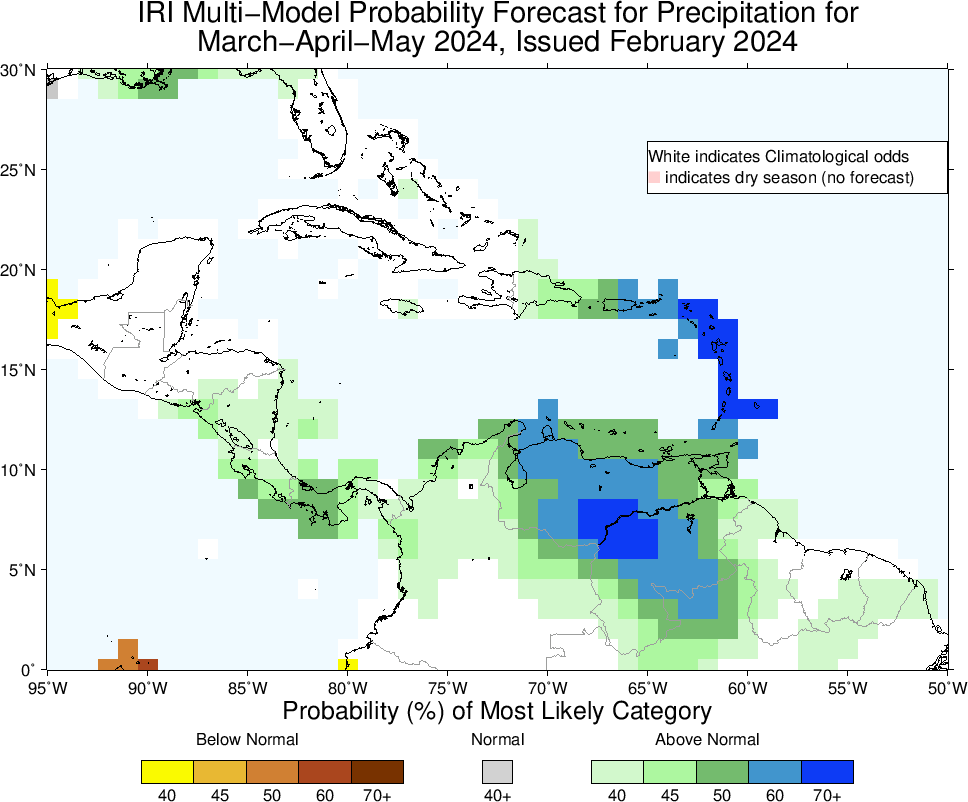 IRI Multi−Model Probability Forecast for Precipitation for
March−April−May 2024, Issued February 2024
30˚N
25˚N
20˚N
15˚N
10˚N
5˚N
0˚
White indicates Climatological odds
indicates dry season (no forecast)
95˚W 90˚W 85˚W 80˚W 75˚W 70˚W 65˚W 60˚W 55˚W 50˚W
Probability (%) of Most Likely Category
Below Normal Normal Above Normal
40 45 50 60 70+ 40+ 40 45 50 60 70+